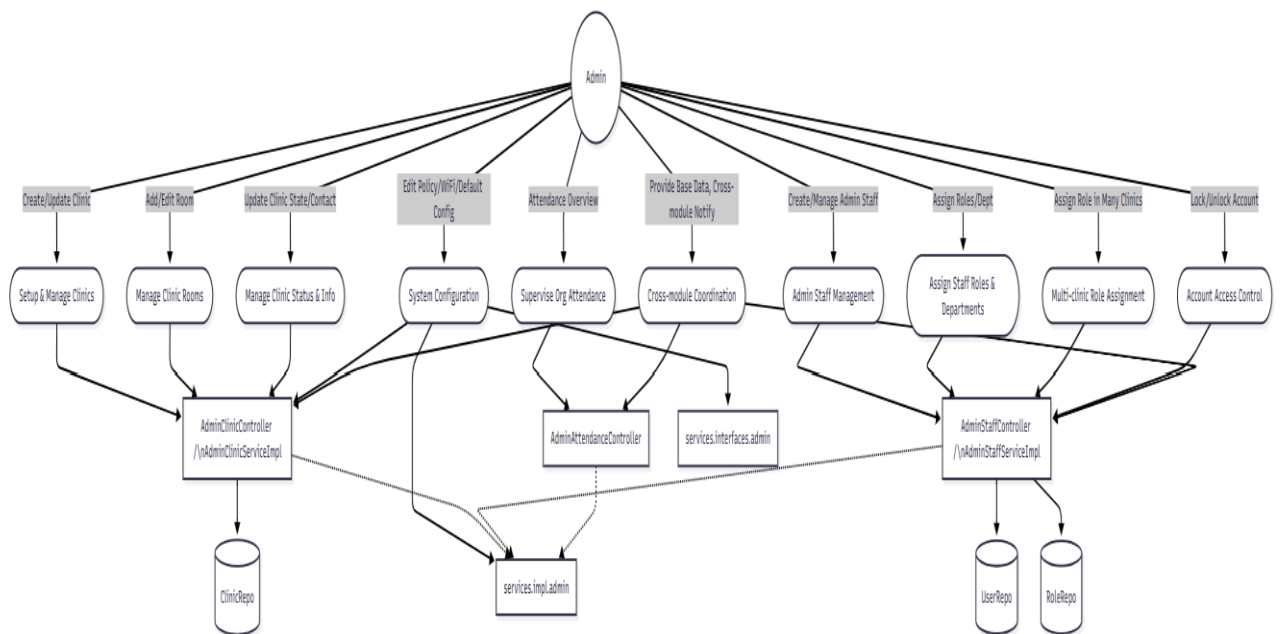 Admin
Create/Update Clinic
Add/Edit Room
Update Clinic State/Contact
Edit Policy/WiFi/Default
Config
Attendance Overview
Provide Base Data, Cross-
module Notify
Create/Manage Admin Staff
Assign Roles/Dept
Assign Role in Many Clinics
Lock/Unlock Account
Setup & Manage Clinics
Manage Clinic Rooms
Manage Clinic Status & Info
System Configuration
Supervise Org Attendance
Cross-module Coordination
Admin Staff Management
Assign Staff Roles &
Departments
Multi-clinic Role Assignment
Account Access Control
AdminClinicController
/\nAdminClinicServiceImpl
AdminAttendanceController
services.interfaces.admin
AdminStaffController
/\nAdminStaffServiceImpl
ClinicRepo
services.impl.admin
UserRepo
RoleRepo